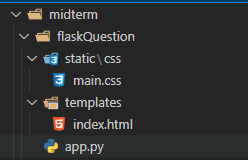 midterm
flaskQuestion
static\css
main.css
templates
index.html
app.py